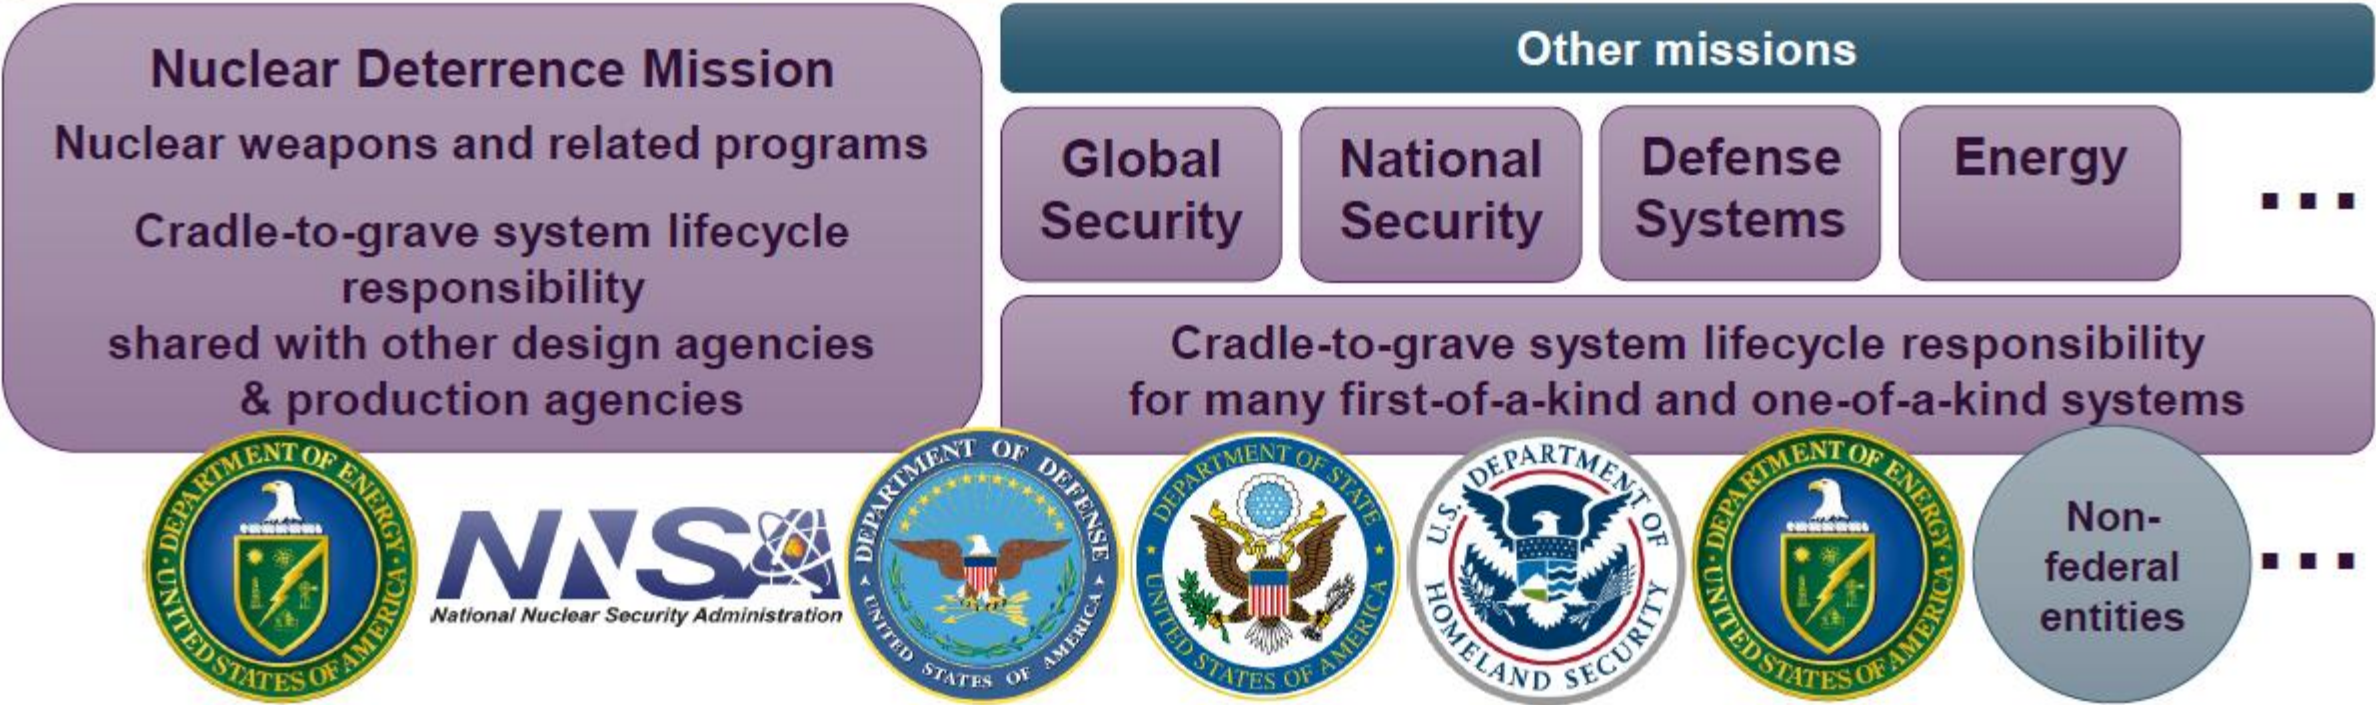 Nuclear Deterrence Mission
Nuclear weapons and related programs
Cradle-to-grave system lifecycle
responsibility
shared with other design agencies
& production agencies
Other missions
Global
Security
National
Security
Defense
Systems
Energy
...
Cradle-to-grave system lifecycle responsibility
for many first-of-a-kind and one-of-a-kind systems
DEPARTMENT OF ENERGY
UNITED STATES OF AMERICA
NNSA
National Nuclear Security Administration
DEPARTMENT OF DEFENSE
UNITED STATES OF AMERICA
DEPARTMENT OF STATE
UNITED STATES OF AMERICA
U.S. DEPARTMENT OF
HOMELAND SECURITY
DEPARTMENT OF ENERGY
UNITED STATES OF AMERICA
Non-
federal
entities
...